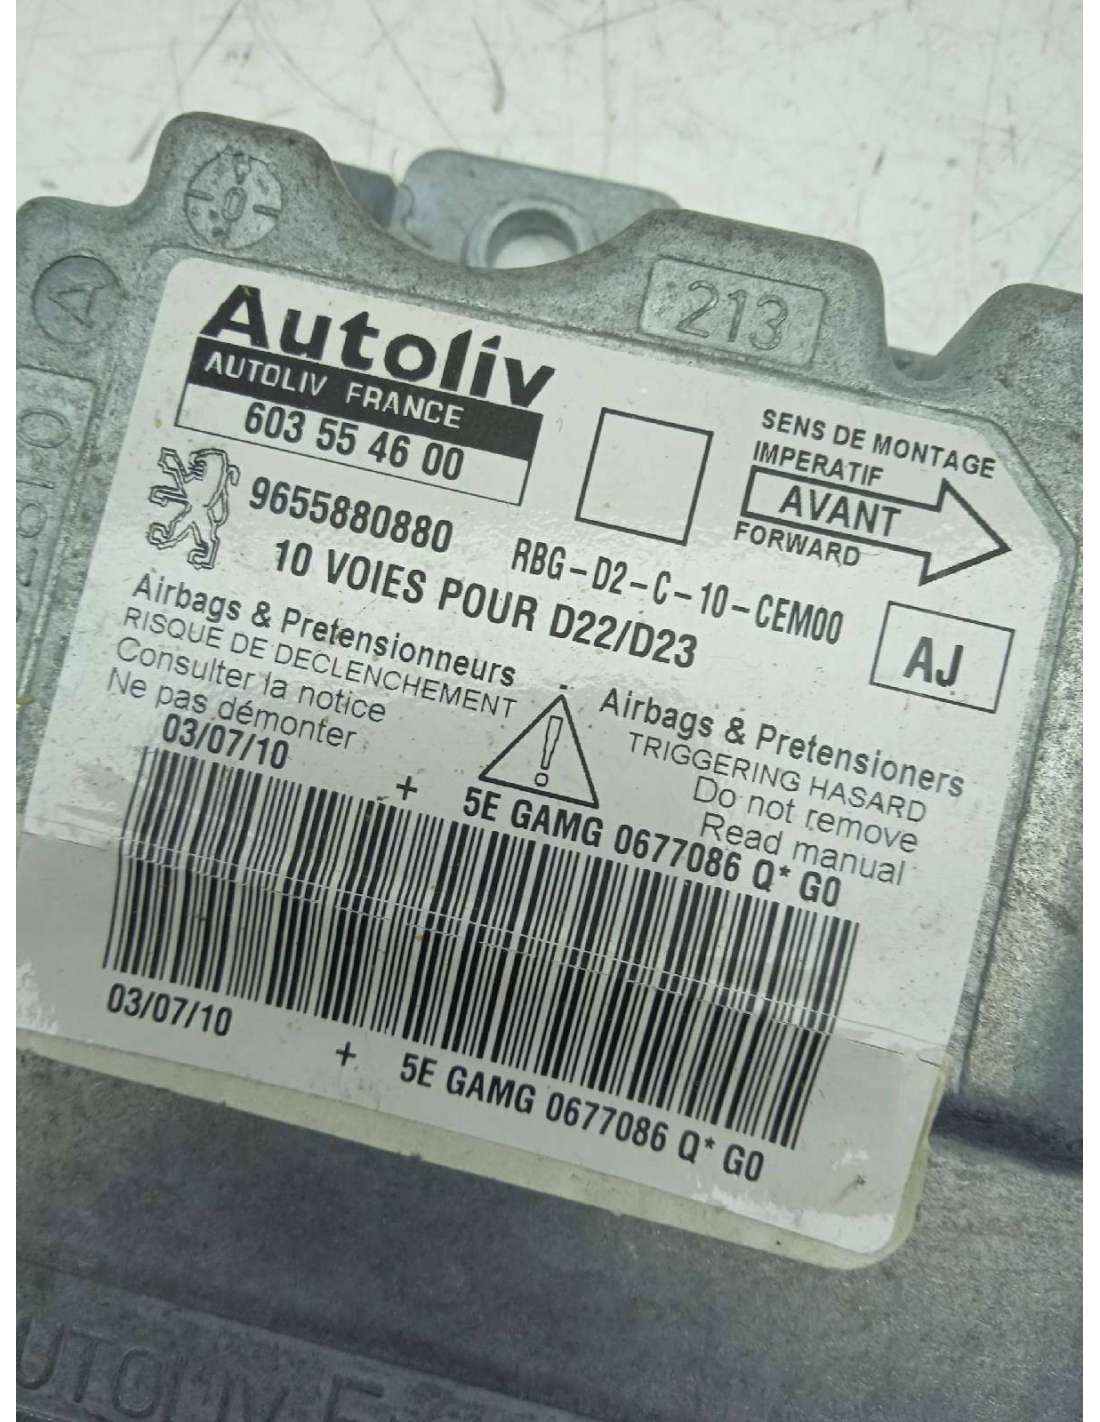 0
213
A
Autoliv
AUTOLIV FRANCE
603 55 46 00
SENS DE MONTAGE
IMPERATIF
AVANT
FORWARD
9655880880
RBG-D2-C-10-CEM00
10 VOIES POUR D22/D23
AJ
Airbags & Pretensionneurs
RISQUE DE DECLENCHEMENT
Consulter la notice
Ne pas démonter
!
Airbags & Pretensioners
TRIGGERING HASARD
Do not remove
Read manual
03/07/10 + 5E GAMG 0677086 Q* G0
03/07/10 + 5E GAMG 0677086 Q* G0